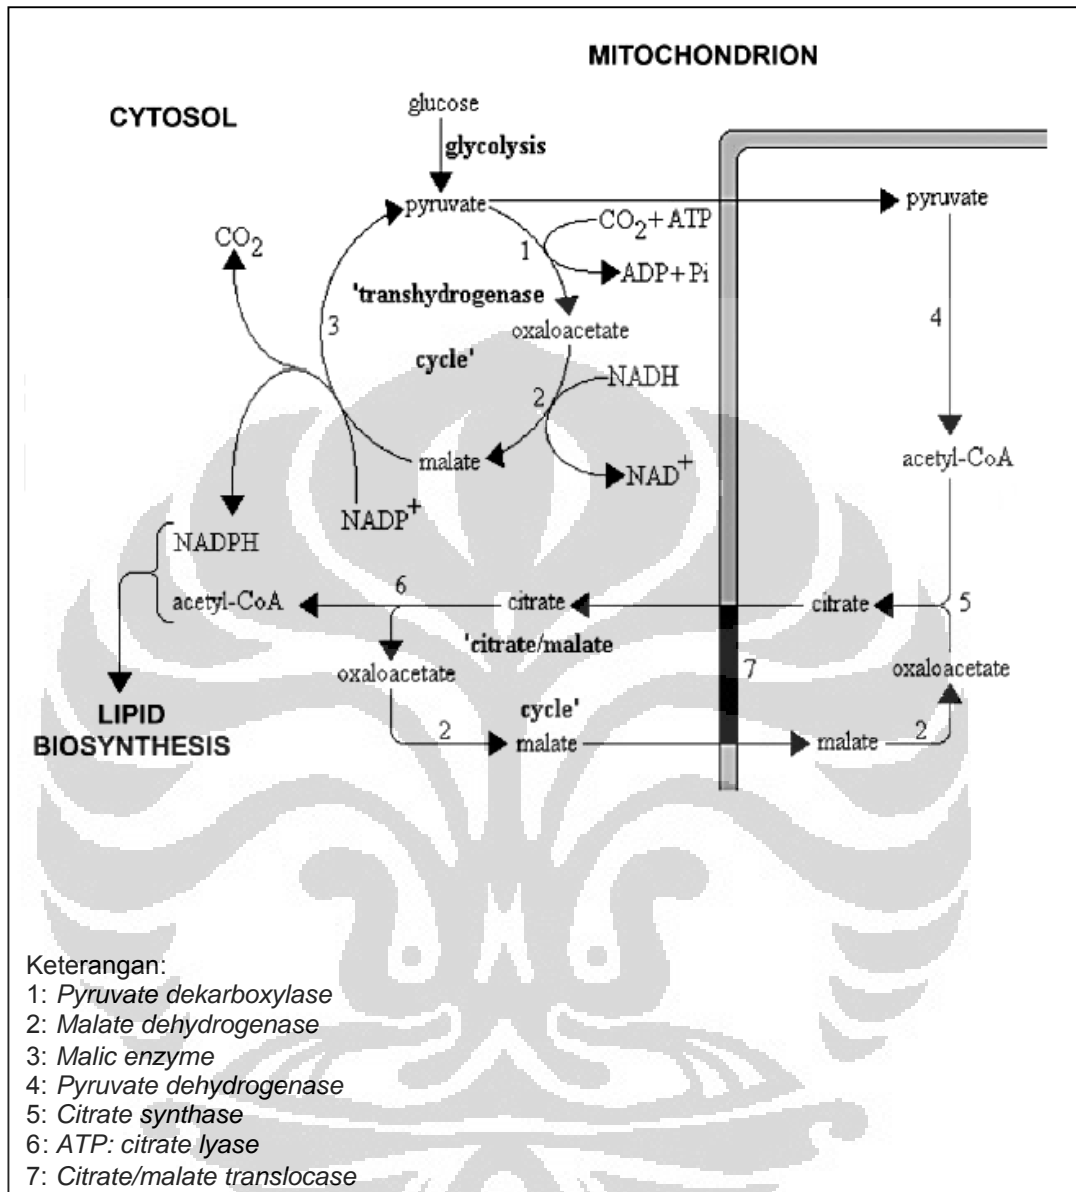 MITOCHONDRION
CYTOSOL
glucose
glycolysis
pyruvate
pyruvate
CO2+ATP
CO2
1
ADP+Pi
'transhydrogenase
3
oxaloacetate
4
cycle'
2
NADH
malate
acetyl-CoA
NAD+
NADP+
NADPH
6
acetyl-CoA
citrate
citrate
5
'citrate/malate
oxaloacetate
7
oxaloacetate
LIPID
BIOSYNTHESIS
cycle'
2
malate
malate
2
Keterangan:
1: Pyruvate dekarboxylase
2: Malate dehydrogenase
3: Malic enzyme
4: Pyruvate dehydrogenase
5: Citrate synthase
6: ATP: citrate lyase
7: Citrate/malate translocase